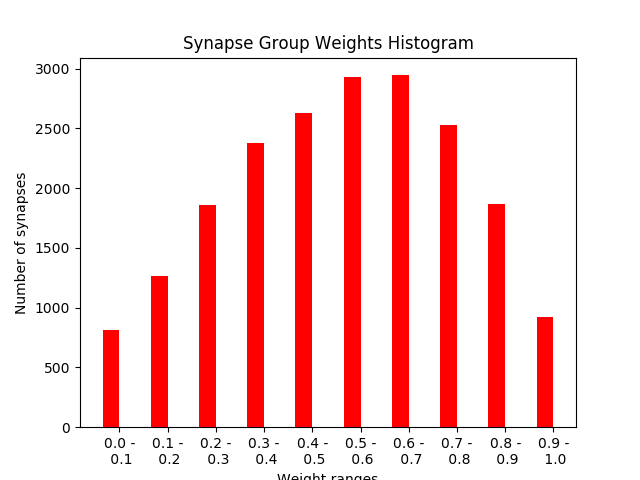 Synapse Group Weights Histogram
Number of synapses
3000
2500
2000
1500
1000
500
0
0.0 - 0.1 - 0.2 - 0.3 - 0.4 - 0.5 - 0.6 - 0.7 - 0.8 - 0.9 -
0.1 0.2 0.3 0.4 0.5 0.6 0.7 0.8 0.9 1.0
Weight ranges